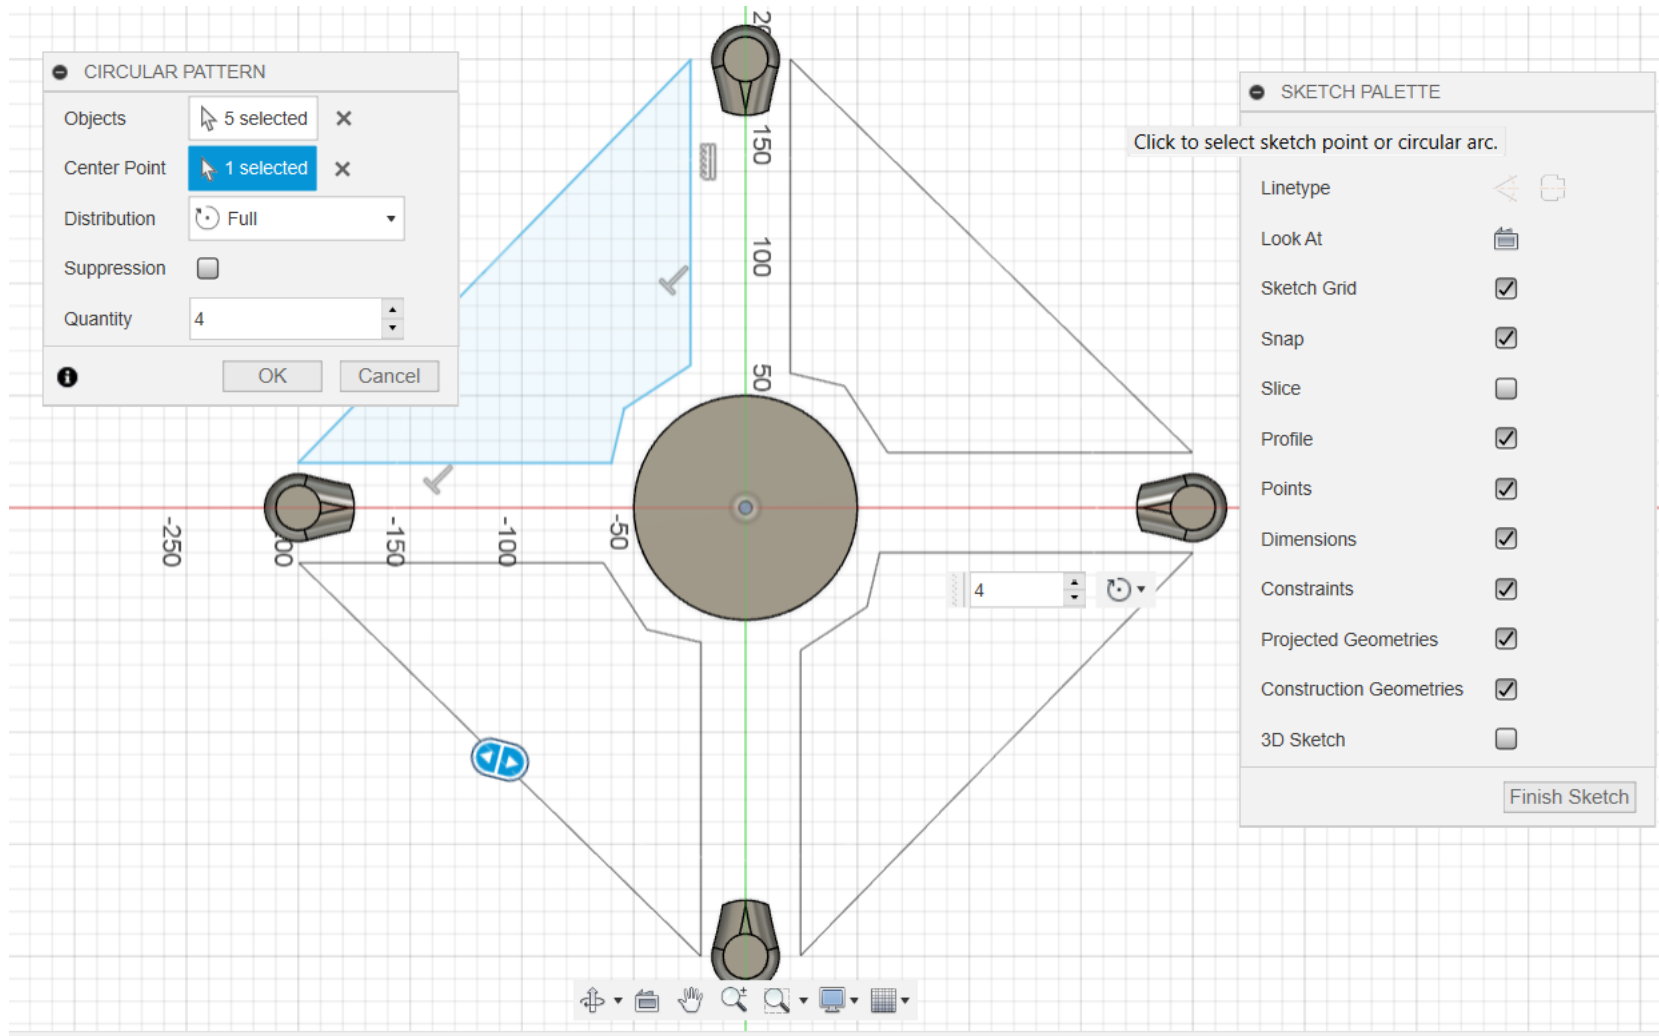 CIRCULAR PATTERN
Objects
5 selected
Center Point
1 selected
Distribution
Full
Suppression
Quantity
4
OK
Cancel
150
100
50
-250
-150
-100
-50
4
SKETCH PALETTE
Click to select sketch point or circular arc.
Linetype
Look At
Sketch Grid
Snap
Slice
Profile
Points
Dimensions
Constraints
Projected Geometries
Construction Geometries
3D Sketch
Finish Sketch